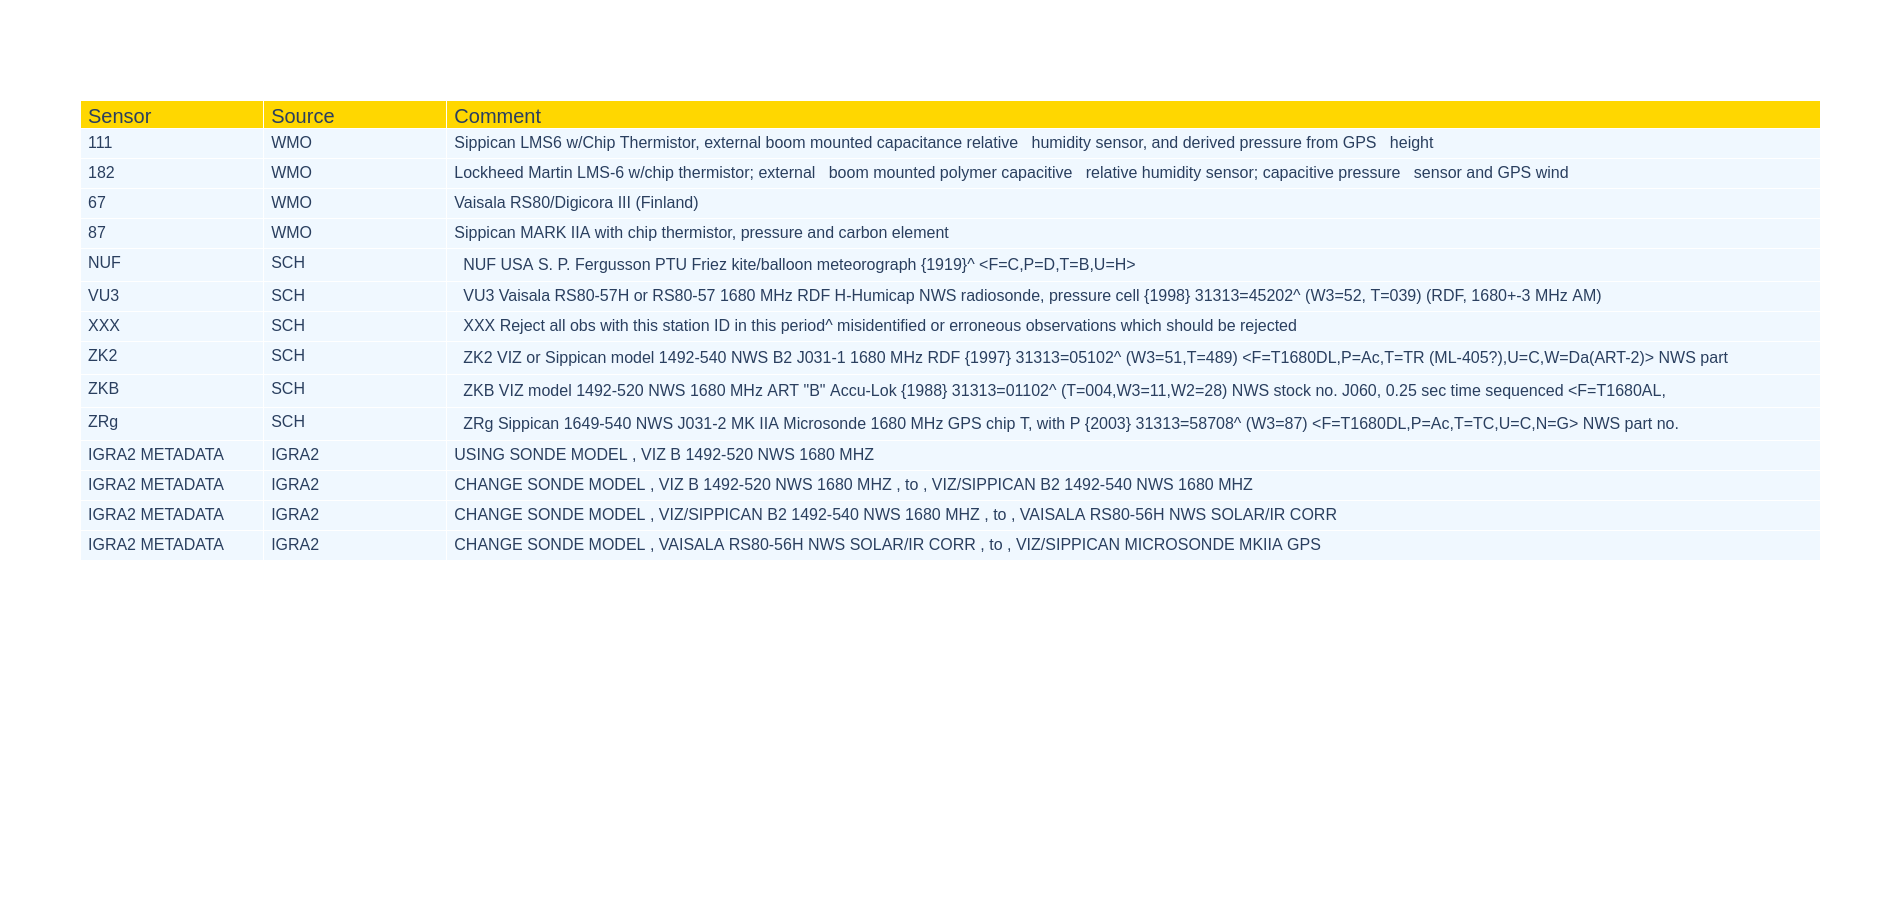 Sensor Source Comment
111 WMO Sippican LMS6 w/Chip Thermistor, external boom mounted capacitance relative humidity sensor, and derived pressure from GPS height
182 WMO Lockheed Martin LMS-6 w/chip thermistor; external boom mounted polymer capacitive relative humidity sensor; capacitive pressure sensor and GPS wind
67 WMO Vaisala RS80/Digicora III (Finland)
87 WMO Sippican MARK IIA with chip thermistor, pressure and carbon element
NUF SCH NUF USA S. P. Fergusson PTU Friez kite/balloon meteorograph {1919}^ <F=C,P=D,T=B,U=H>
VU3 SCH VU3 Vaisala RS80-57H or RS80-57 1680 MHz RDF H-Humicap NWS radiosonde, pressure cell {1998} 31313=45202^ (W3=52, T=039) (RDF, 1680+-3 MHz AM)
XXX SCH XXX Reject all obs with this station ID in this period^ misidentified or erroneous observations which should be rejected
ZK2 SCH ZK2 VIZ or Sippican model 1492-540 NWS B2 J031-1 1680 MHz RDF {1997} 31313=05102^ (W3=51,T=489) <F=T1680DL,P=Ac,T=TR (ML-405?),U=C,W=Da(ART-2)> NWS part
ZKB SCH ZKB VIZ model 1492-520 NWS 1680 MHz ART "B" Accu-Lok {1988} 31313=01102^ (T=004,W3=11,W2=28) NWS stock no. J060, 0.25 sec time sequenced <F=T1680AL,
ZRg SCH ZRg Sippican 1649-540 NWS J031-2 MK IIA Microsonde 1680 MHz GPS chip T, with P {2003} 31313=58708^ (W3=87) <F=T1680DL,P=Ac,T=TC,U=C,N=G> NWS part no.
IGRA2 METADATA IGRA2 USING SONDE MODEL , VIZ B 1492-520 NWS 1680 MHZ
IGRA2 METADATA IGRA2 CHANGE SONDE MODEL , VIZ B 1492-520 NWS 1680 MHZ , to , VIZ/SIPPICAN B2 1492-540 NWS 1680 MHZ
IGRA2 METADATA IGRA2 CHANGE SONDE MODEL , VIZ/SIPPICAN B2 1492-540 NWS 1680 MHZ , to , VAISALA RS80-56H NWS SOLAR/IR CORR
IGRA2 METADATA IGRA2 CHANGE SONDE MODEL , VAISALA RS80-56H NWS SOLAR/IR CORR , to , VIZ/SIPPICAN MICROSONDE MKIIA GPS